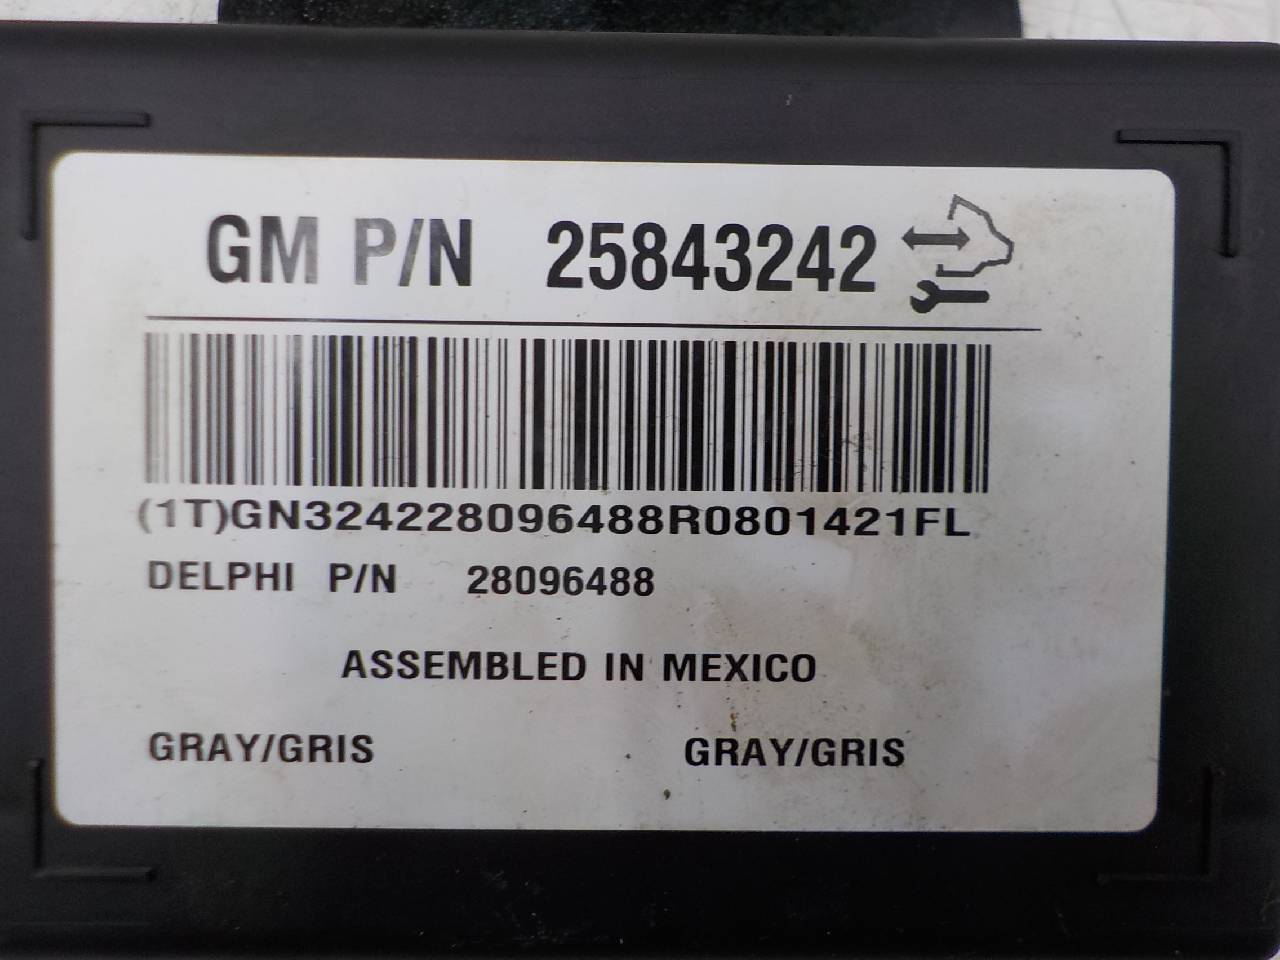 GM P/N 25843242
(1T)GN324228096488R0801421FL
DELPHI P/N 28096488
ASSEMBLED IN MEXICO
GRAY/GRIS GRAY/GRIS